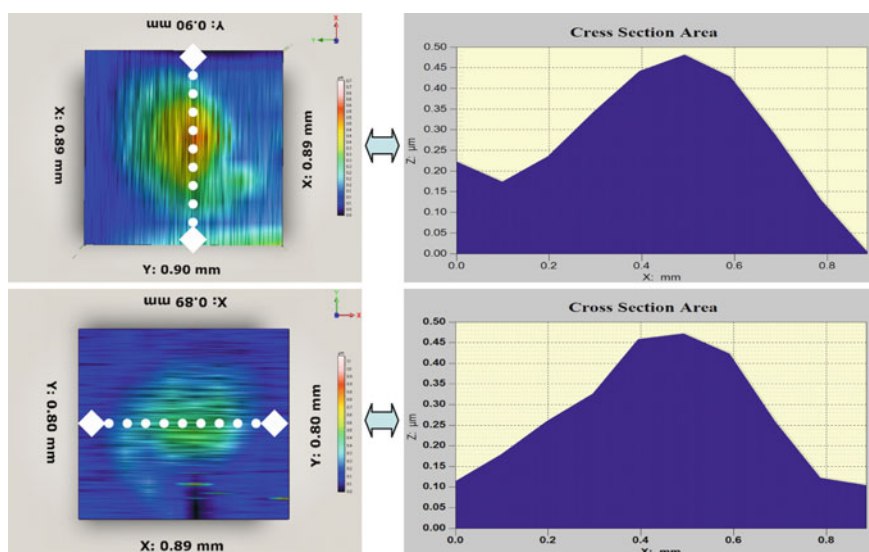 Y: 0.90 mm
X
Y
X: 0.89 mm
X: 0.89 mm
Y: 0.90 mm
Cress Section Area
0.50
0.45
0.40
0.35
0.30
0.25
0.20
0.15
0.10
0.05
0.00
Z: µm
0.0 0.2 0.4 0.6 0.8
X: mm
X: 0.89 mm
Y
X
Y: 0.80 mm
Y: 0.80 mm
X: 0.89 mm
Cross Section Area
0.50
0.45
0.40
0.35
0.30
0.25
0.20
0.15
0.10
0.05
0.00
Z: µm
0.0 0.2 0.4 0.6 0.8
X: mm